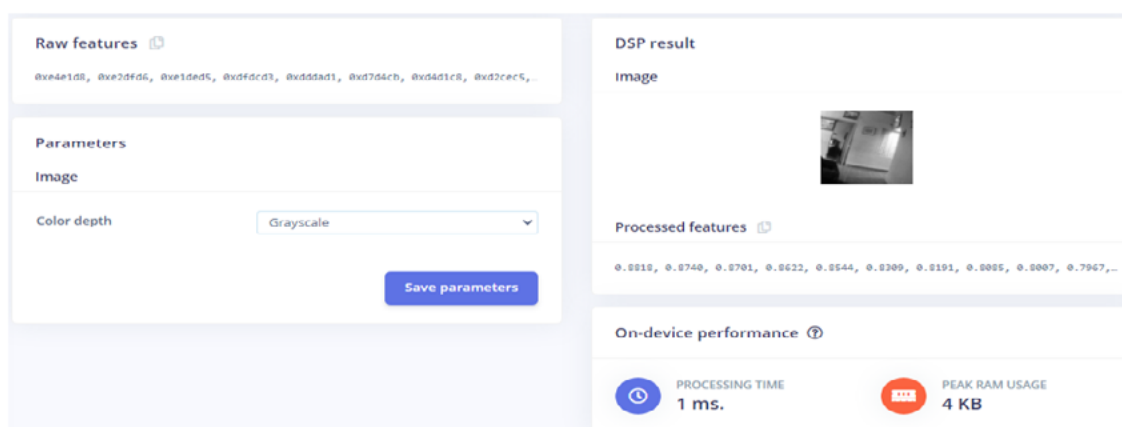 Raw features
0xe4e1d8, 0xe2dfd6, 0xe1ded5, 0xdfdcd3, 0xdddad1, 0xd7d4cb, 0xd4d1c8, 0xd2cec5,…
Parameters
Image
Color depth
Grayscale
Save parameters
DSP result
Image
Processed features
0.8818, 0.8740, 0.8701, 0.8622, 0.8544, 0.8309, 0.8191, 0.8085, 0.8007, 0.7967,…
On-device performance
PROCESSING TIME
1 ms.
PEAK RAM USAGE
4 KB